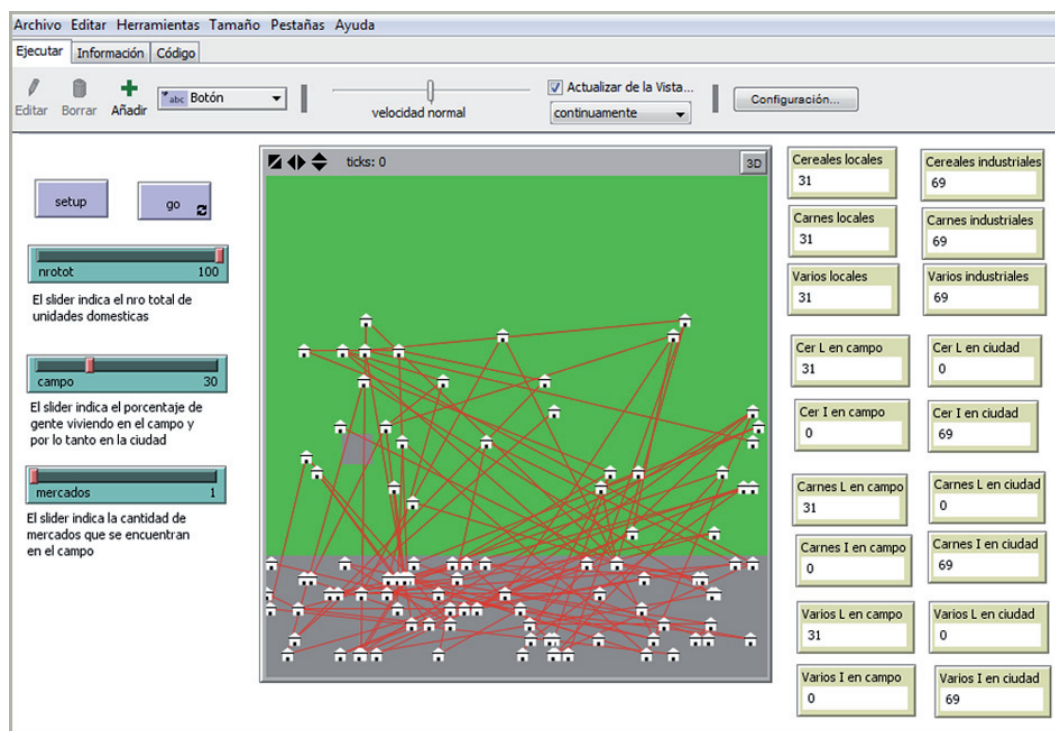 Archivo Editar Herramientas Tamaño Pestañas Ayuda
Ejecutar Información Código
Editar Borrar Añadir
abc Botón
velocidad normal
Actualizar de la Vista...
continuamente
Configuración...
setup
go
nrotot 100
El slider indica el nro total de
unidades domesticas
campo 30
El slider indica el porcentaje de
gente viviendo en el campo y
por lo tanto en la ciudad
mercados 1
El slider indica la cantidad de
mercados que se encuentran
en el campo
ticks: 0
3D
Cereales locales
31
Cereales industriales
69
Carnes locales
31
Carnes industriales
69
Varios locales
31
Varios industriales
69
Cer L en campo
31
Cer L en ciudad
0
Cer I en campo
0
Cer I en ciudad
69
Carnes L en campo
31
Carnes L en ciudad
0
Carnes I en campo
0
Carnes I en ciudad
69
Varios L en campo
31
Varios L en ciudad
0
Varios I en campo
0
Varios I en ciudad
69